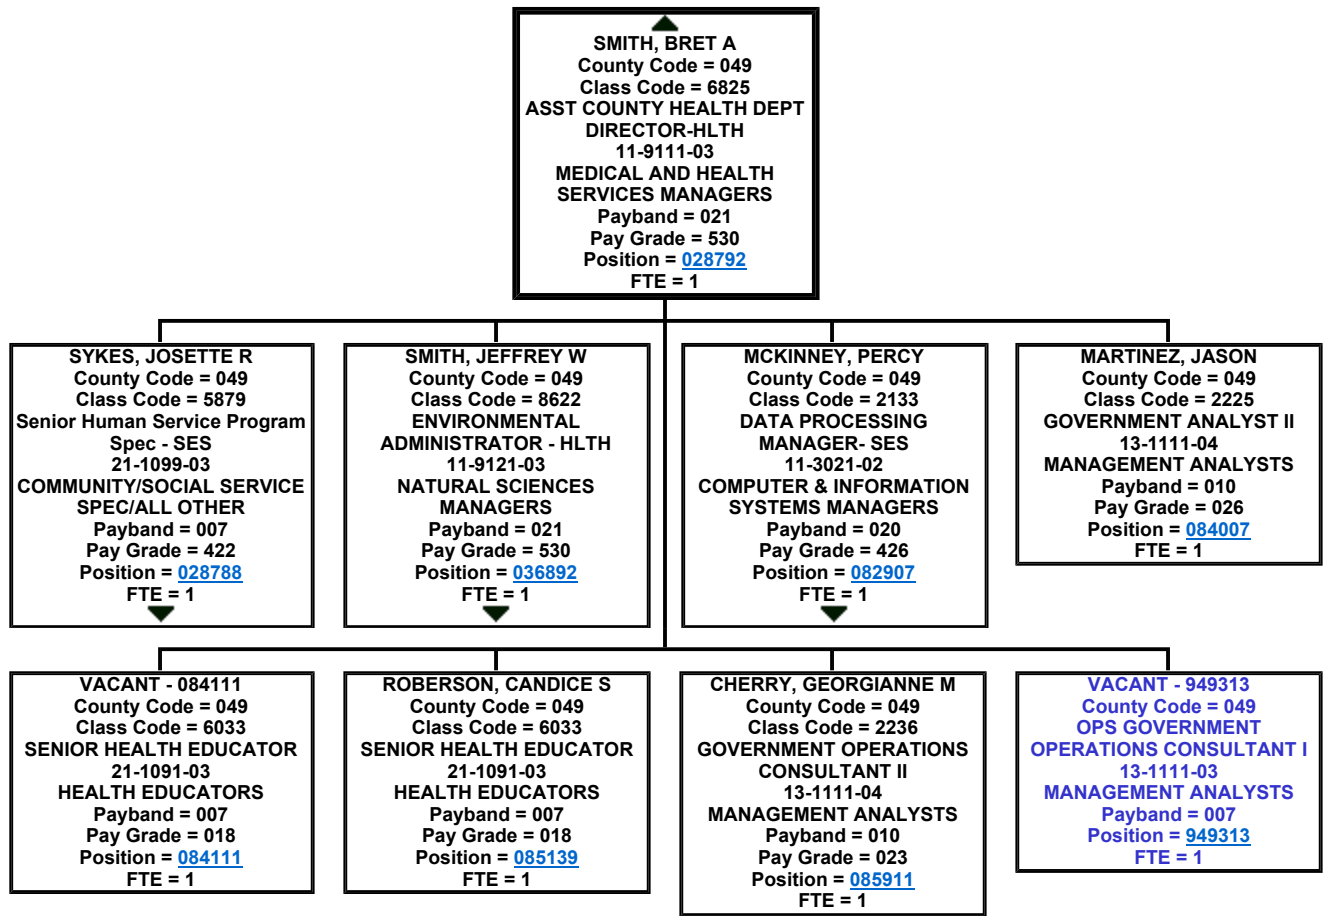 SMITH, BRET A
County Code = 049
Class Code = 6825
ASST COUNTY HEALTH DEPT
DIRECTOR-HLTH
11-9111-03
MEDICAL AND HEALTH
SERVICES MANAGERS
Payband = 021
Pay Grade = 530
Position = 028792
FTE = 1
SYKES, JOSETTE R
County Code = 049
Class Code = 5879
Senior Human Service Program
Spec - SES
21-1099-03
COMMUNITY/SOCIAL SERVICE
SPEC/ALL OTHER
Payband = 007
Pay Grade = 422
Position = 028788
FTE = 1
SMITH, JEFFREY W
County Code = 049
Class Code = 8622
ENVIRONMENTAL
ADMINISTRATOR - HLTH
11-9121-03
NATURAL SCIENCES
MANAGERS
Payband = 021
Pay Grade = 530
Position = 036892
FTE = 1
MCKINNEY, PERCY
County Code = 049
Class Code = 2133
DATA PROCESSING
MANAGER- SES
11-3021-02
COMPUTER & INFORMATION
SYSTEMS MANAGERS
Payband = 020
Pay Grade = 426
Position = 082907
FTE = 1
MARTINEZ, JASON
County Code = 049
Class Code = 2225
GOVERNMENT ANALYST II
13-1111-04
MANAGEMENT ANALYSTS
Payband = 010
Pay Grade = 026
Position = 084007
FTE = 1
VACANT - 084111
County Code = 049
Class Code = 6033
SENIOR HEALTH EDUCATOR
21-1091-03
HEALTH EDUCATORS
Payband = 007
Pay Grade = 018
Position = 084111
FTE = 1
ROBERSON, CANDICE S
County Code = 049
Class Code = 6033
SENIOR HEALTH EDUCATOR
21-1091-03
HEALTH EDUCATORS
Payband = 007
Pay Grade = 018
Position = 085139
FTE = 1
CHERRY, GEORGIANNE M
County Code = 049
Class Code = 2236
GOVERNMENT OPERATIONS
CONSULTANT II
13-1111-04
MANAGEMENT ANALYSTS
Payband = 010
Pay Grade = 023
Position = 085911
FTE = 1
VACANT - 949313
County Code = 049
OPS GOVERNMENT
OPERATIONS CONSULTANT I
13-1111-03
MANAGEMENT ANALYSTS
Payband = 007
Position = 949313
FTE = 1